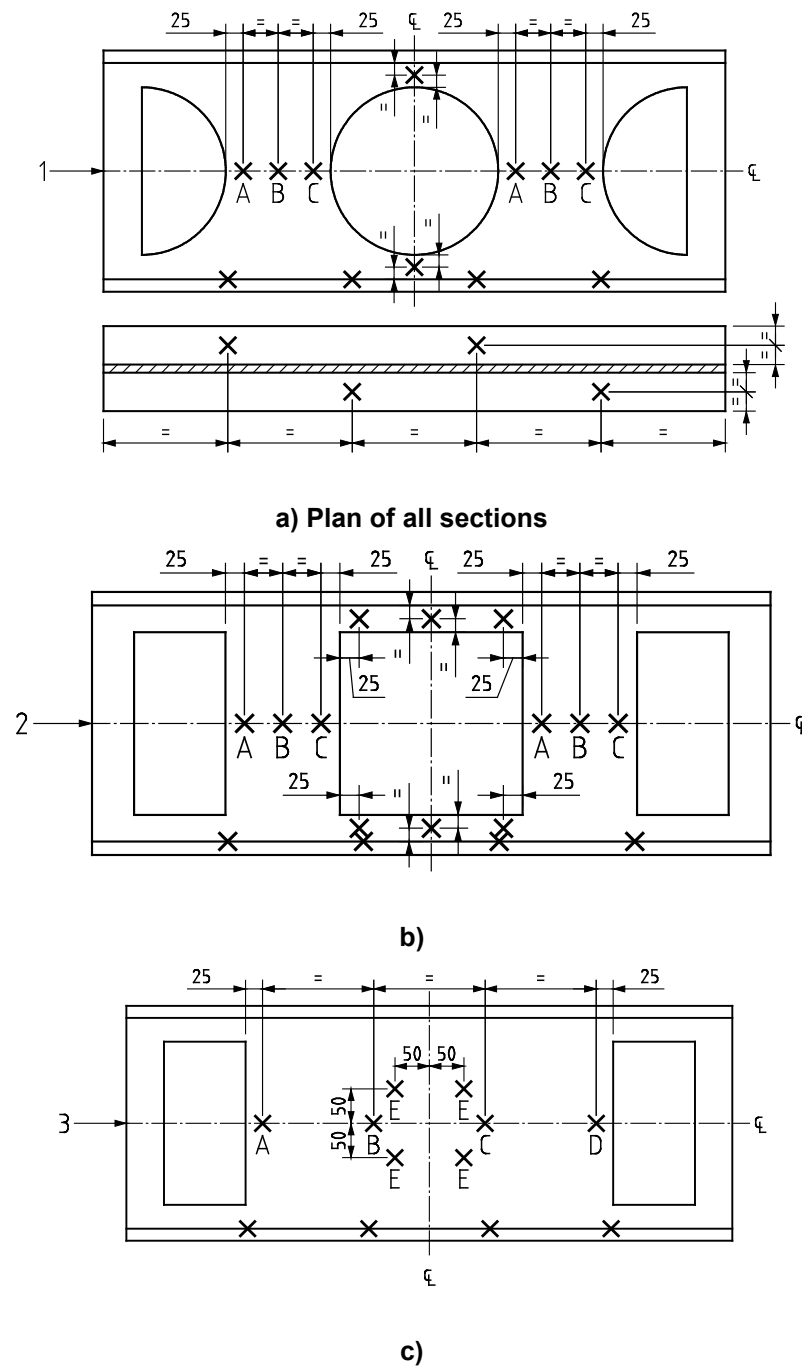 25 = = 25 ℄ 25 = = 25
= =
1 A B C A B C ℄
= =
= =
= =
= = = = =
a) Plan of all sections
25 = = 25 ℄ 25 = = 25
= =
25 25
2 A B C A B C ℄
25 = = 25
b)
25 = = = 25
50 50
50 E E
3 A B C D ℄
50
E E
℄
c)